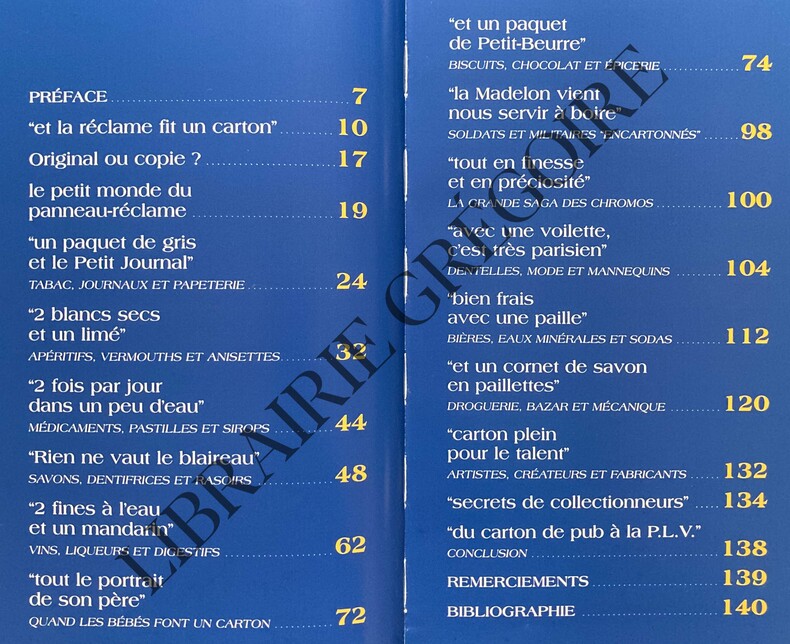 PRÉFACE 7
"et la réclame fit un carton" 10
Original ou copie ? 17
le petit monde du
panneau-réclame 19
"un paquet de gris
et le Petit Journal"
TABAC, JOURNAUX ET PAPETERIE 24
"2 blancs secs
et un limé"
APÉRITIFS, VERMOUTHS ET ANISETTES 32
"2 fois par jour
dans un peu d'eau"
MÉDICAMENTS, PASTILLES ET SIROPS 44
"Rien ne vaut le blaireau"
SAVONS, DENTIFRICES ET RASOIRS 48
"2 fines à l'eau
et un mandarin"
VINS, LIQUEURS ET DIGESTIFS 62
"tout le portrait
de son père"
QUAND LES BÉBÉS FONT UN CARTON 72
"et un paquet
de Petit-Beurre"
BISCUITS, CHOCOLAT ET ÉPICERIE 74
"la Madelon vient
nous servir à boire"
SOLDATS ET MILITAIRES "ENCARTONNÉS" 98
"tout en finesse
et en préciosité"
LA GRANDE SAGA DES CHROMOS 100
"avec une voilette,
c'est très parisien"
DENTELLES, MODE ET MANNEQUINS 104
"bien frais
avec une paille"
BIÈRES, EAUX MINÉRALES ET SODAS 112
"et un cornet de savon
en paillettes"
DROGUERIE, BAZAR ET MÉCANIQUE 120
"carton plein
pour le talent"
ARTISTES, CRÉATEURS ET FABRICANTS 132
"secrets de collectionneurs" 134
"du carton de pub à la P.L.V."
CONCLUSION 138
REMERCIEMENTS 139
BIBLIOGRAPHIE 140
LIBRAIRIE GRÉGOIRE